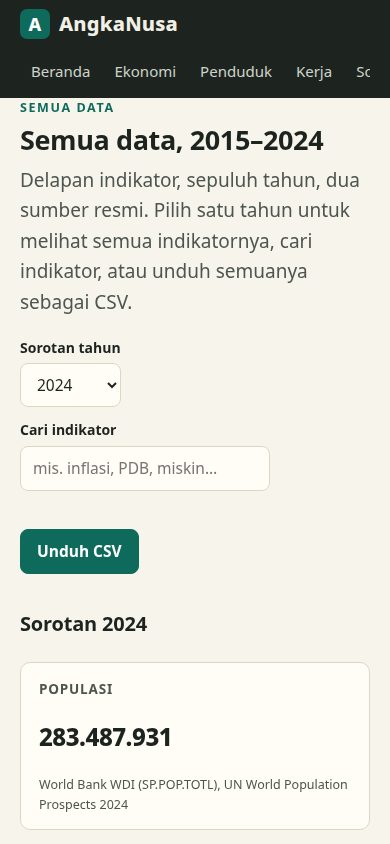 A AngkaNusa
Beranda Ekonomi Penduduk Kerja
SEMUA DATA
Semua data, 2015–2024
Delapan indikator, sepuluh tahun, dua
sumber resmi. Pilih satu tahun untuk
melihat semua indikatornya, cari
indikator, atau unduh semuanya
sebagai CSV.
Sorotan tahun
2024
Cari indikator
mis. inflasi, PDB, miskin...
Unduh CSV
Sorotan 2024
POPULASI
283.487.931
World Bank WDI (SP.POP.TOTL), UN World Population
Prospects 2024